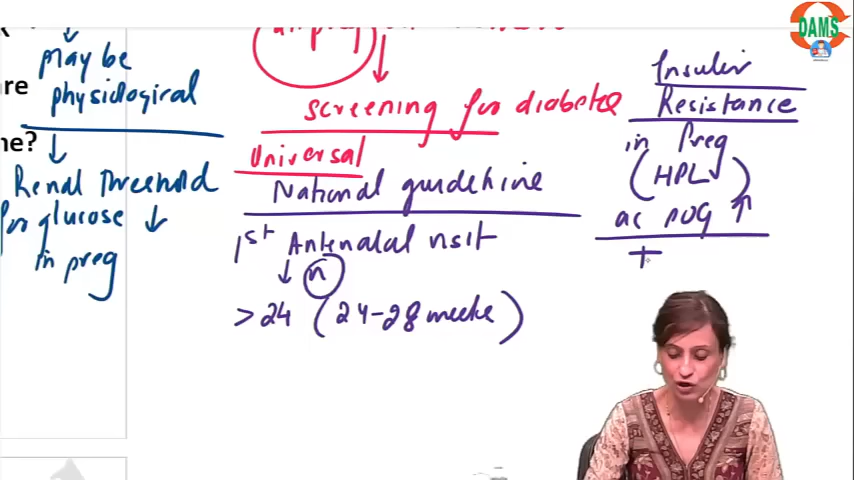 DAMS
may be
physiological
are
ne?
Renal Threshold
for glucose ↓
in preg
screening for diabetes
Universal
National guideline
1st Antenatal visit
↓ n
>24 (24-28 weeks)
Insulin
Resistance
in Preg
(HPL)
as POG ↑
+